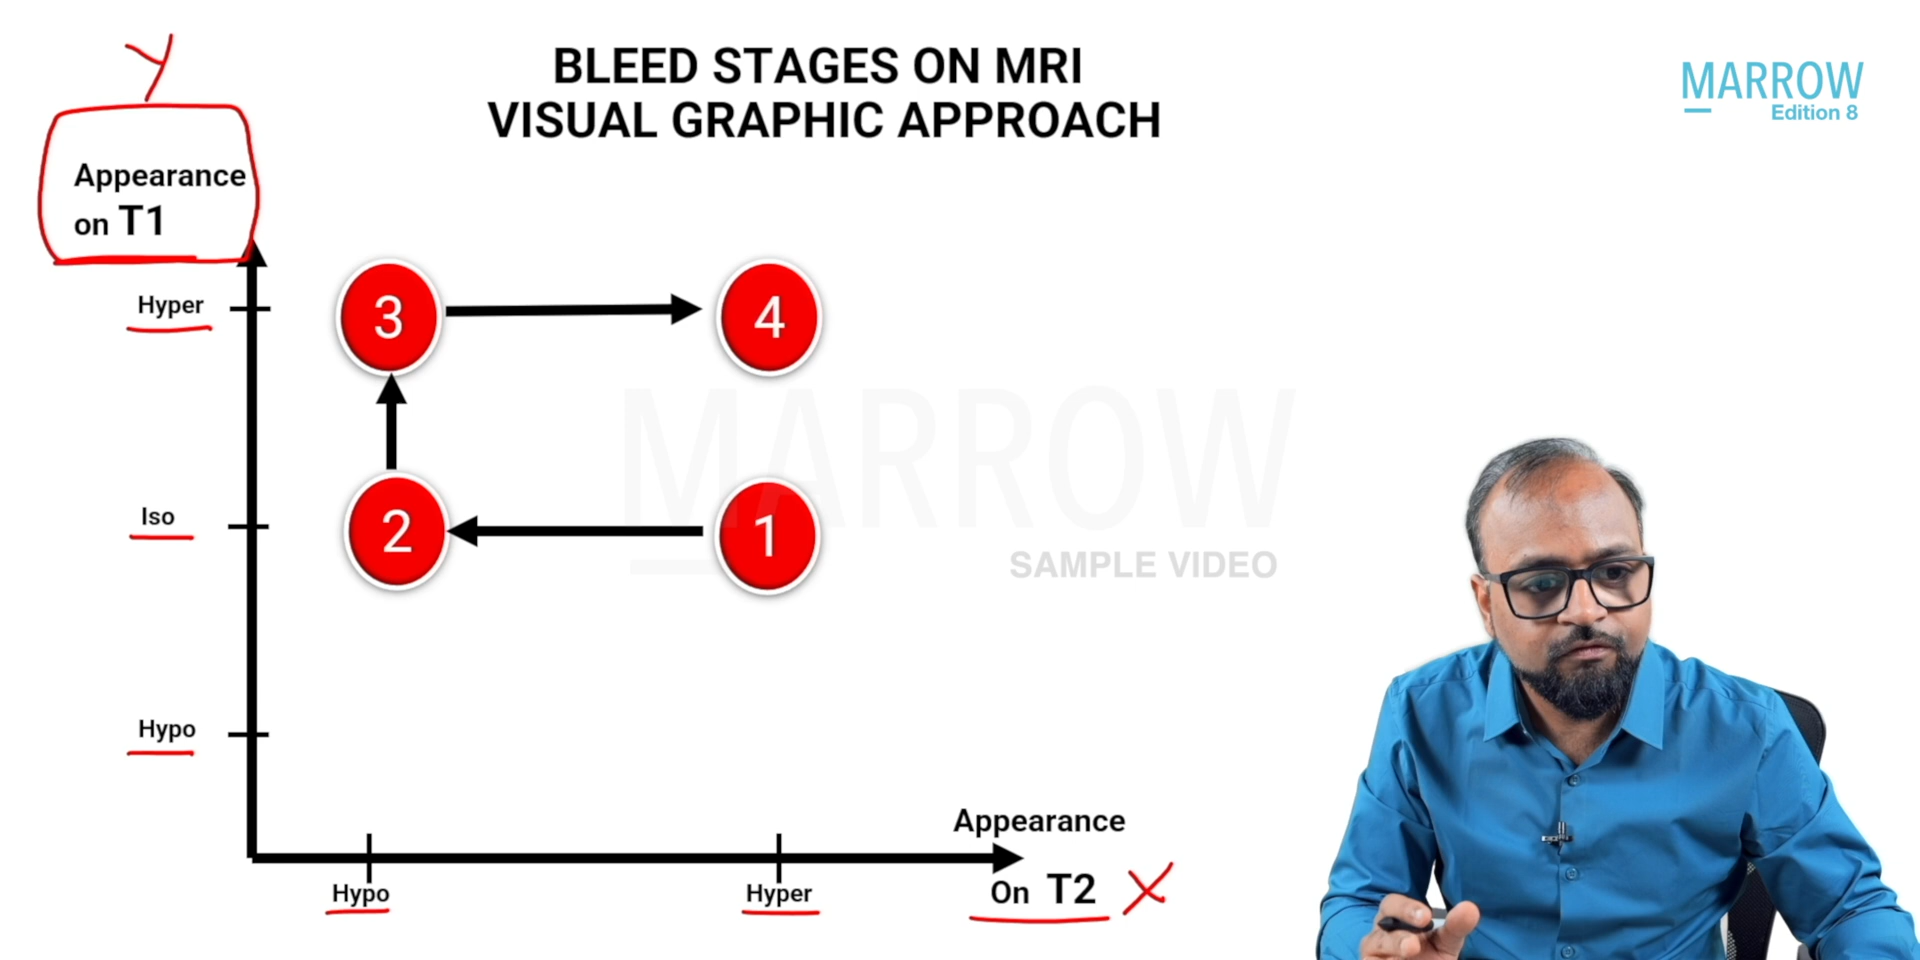 Y
BLEED STAGES ON MRI
VISUAL GRAPHIC APPROACH
MARROW
Edition 8
Appearance
on T1
Hyper
3
4
MARROW
Iso
2
1
SAMPLE VIDEO
Hypo
Appearance
Hypo
Hyper
On T2 X